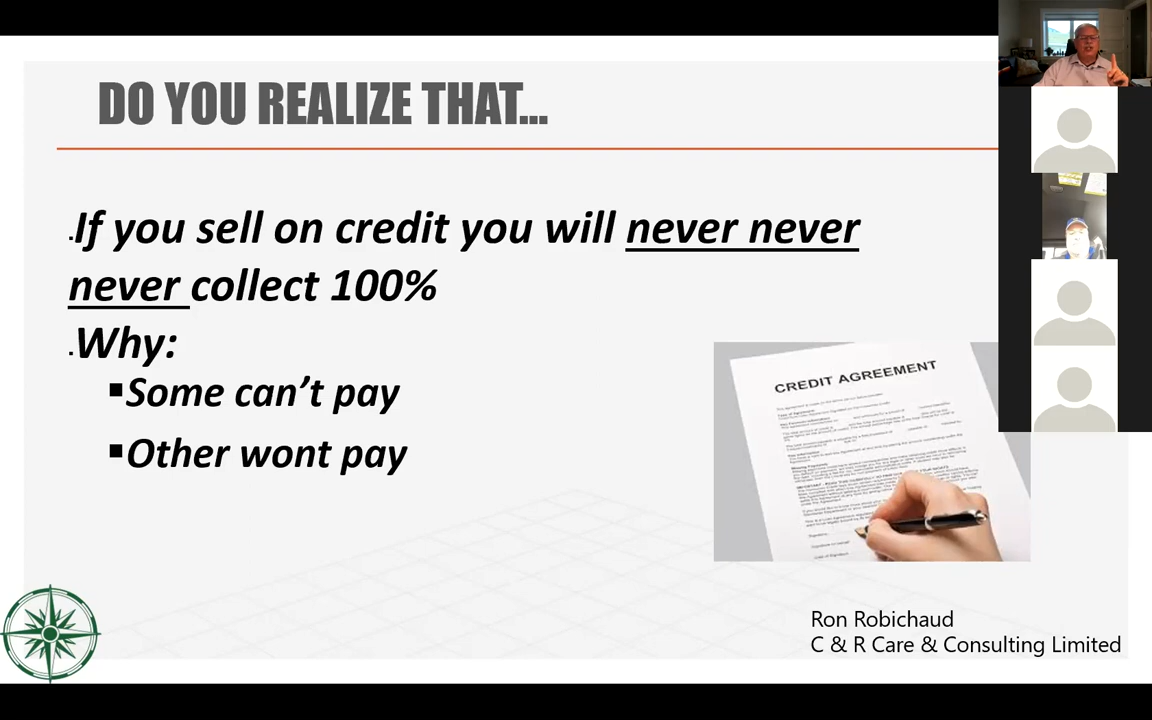 DO YOU REALIZE THAT...
If you sell on credit you will never never
never collect 100%
Why:
Some can’t pay
Other wont pay
CREDIT AGREEMENT
Ron Robichaud
C & R Care & Consulting Limited